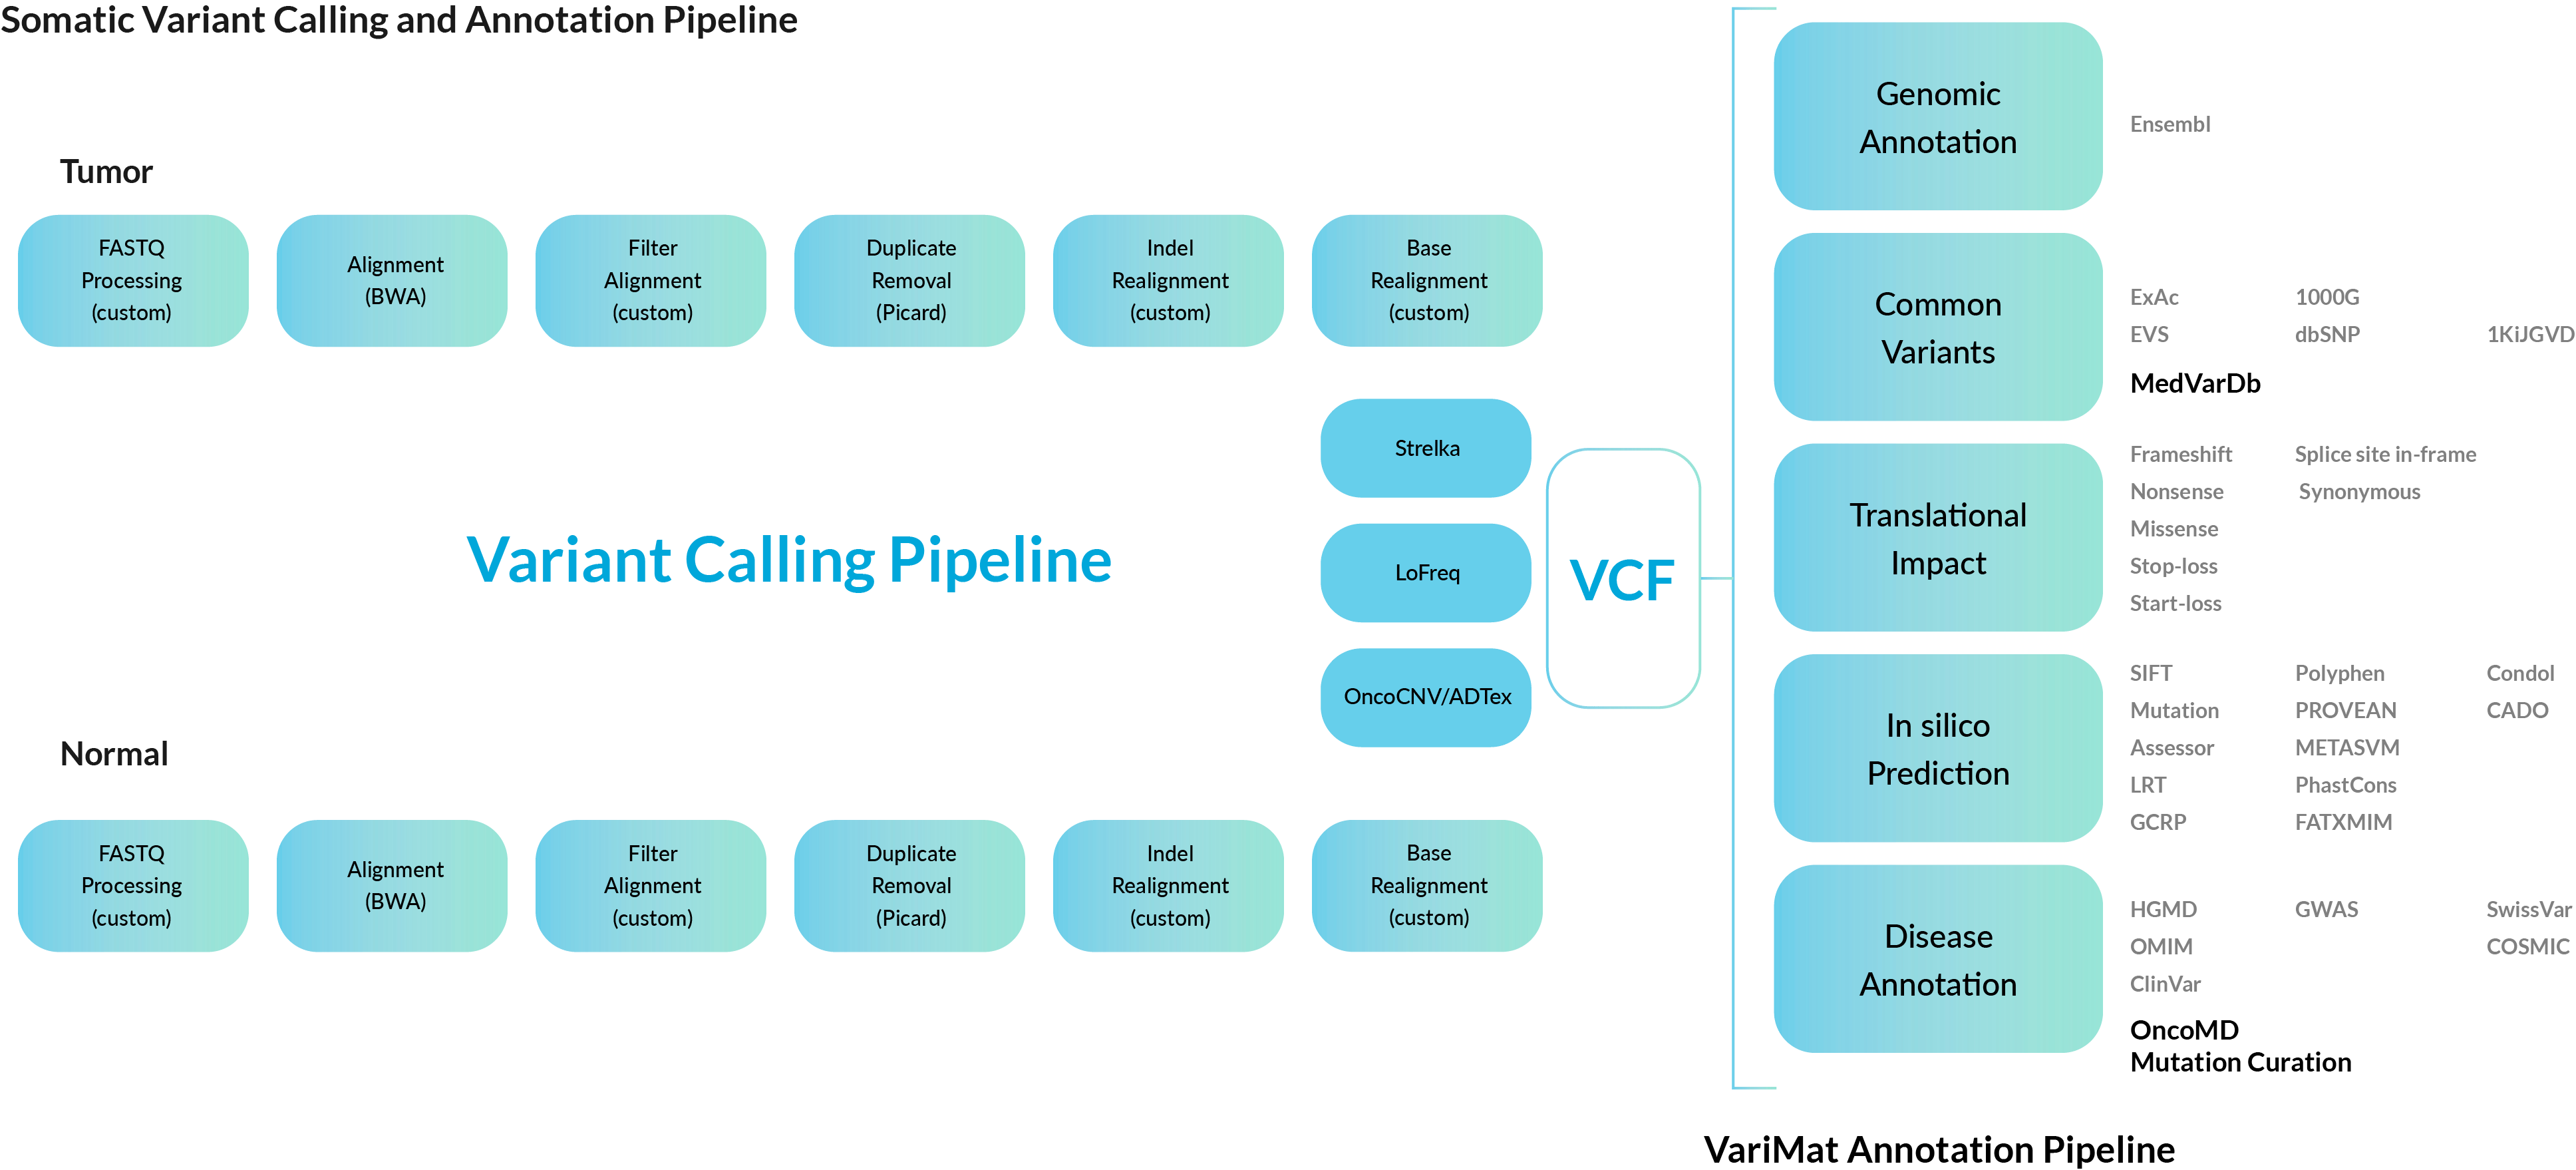 Somatic Variant Calling and Annotation Pipeline
Tumor
FASTQ
Processing
(custom)
Alignment
(BWA)
Filter
Alignment
(custom)
Duplicate
Removal
(Picard)
Indel
Realignment
(custom)
Base
Realignment
(custom)
Variant Calling Pipeline
Strelka
LoFreq
OncoCNV/ADTex
VCF
Normal
FASTQ
Processing
(custom)
Alignment
(BWA)
Filter
Alignment
(custom)
Duplicate
Removal
(Picard)
Indel
Realignment
(custom)
Base
Realignment
(custom)
Genomic
Annotation
Ensembl
Common
Variants
ExAc 1000G
EVS dbSNP 1KiJGVD
MedVarDb
Translational
Impact
Frameshift Splice site in-frame
Nonsense Synonymous
Missense
Stop-loss
Start-loss
In silico
Prediction
SIFT Polyphen Condol
Mutation PROVEAN CADO
Assessor METASVM
LRT PhastCons
GCRP FATXMIM
Disease
Annotation
HGMD GWAS SwissVar
OMIM COSMIC
ClinVar
OncoMD
Mutation Curation
VariMat Annotation Pipeline